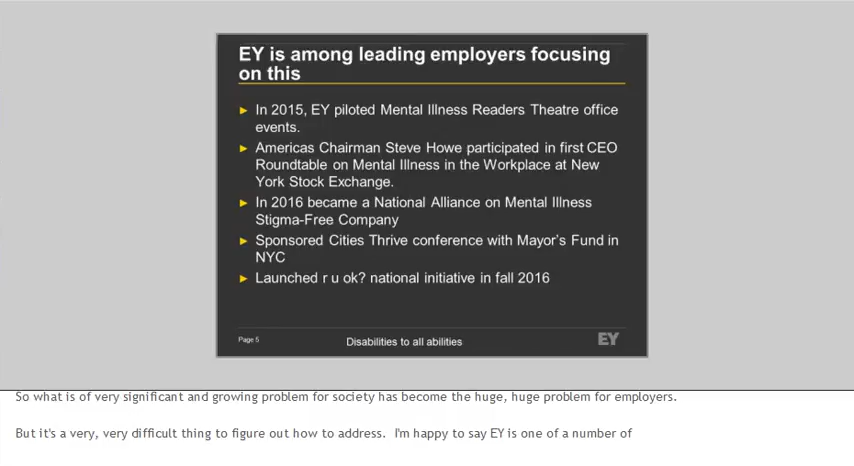 EY is among leading employers focusing
on this
► In 2015, EY piloted Mental Illness Readers Theatre office
events.
► Americas Chairman Steve Howe participated in first CEO
Roundtable on Mental Illness in the Workplace at New
York Stock Exchange.
► In 2016 became a National Alliance on Mental Illness
Stigma-Free Company
► Sponsored Cities Thrive conference with Mayor's Fund in
NYC
► Launched r u ok? national initiative in fall 2016
Page 5 Disabilities to all abilities EY
So what is of very significant and growing problem for society has become the huge, huge problem for employers.
But it's a very, very difficult thing to figure out how to address. I'm happy to say EY is one of a number of